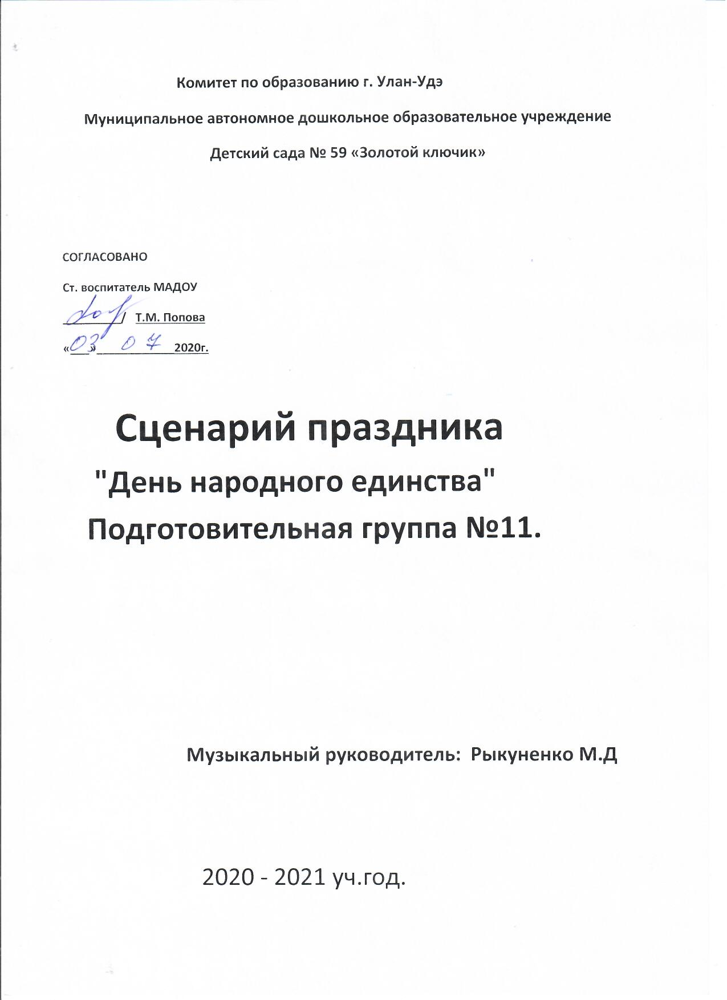 Комитет по образованию г. Улан-Удэ
Муниципальное автономное дошкольное образовательное учреждение
Детский сада № 59 «Золотой ключик»
СОГЛАСОВАНО
Ст. воспитатель МАДОУ
/ Т.М. Попова
«03» 07 2020г.
Сценарий праздника
"День народного единства"
Подготовительная группа №11.
Музыкальный руководитель: Рыкуненко М.Д
2020 - 2021 уч.год.